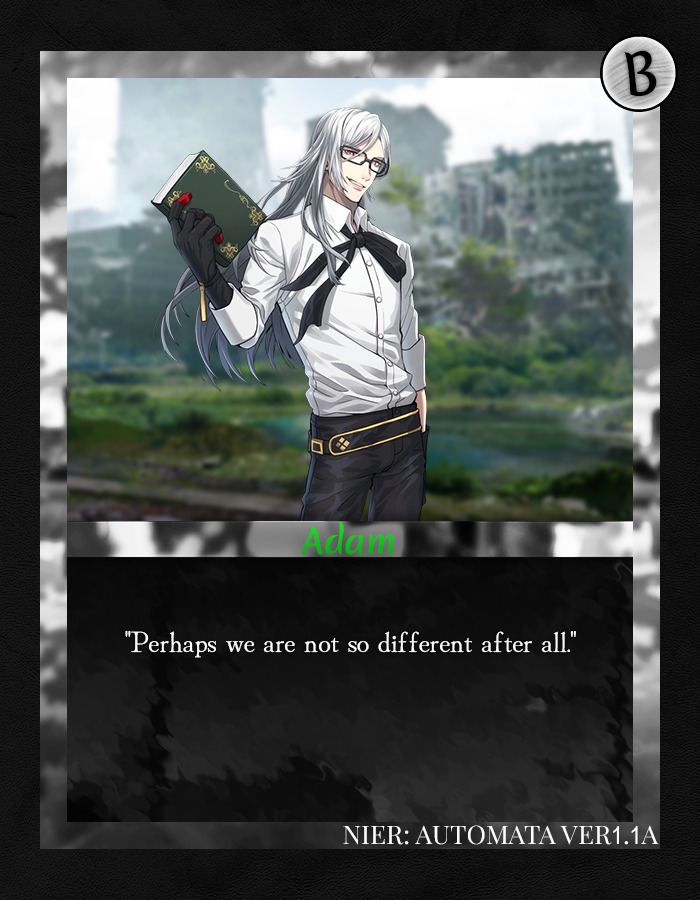 B
Adam
"Perhaps we are not so different after all."
NIER: AUTOMATA VER1.1A